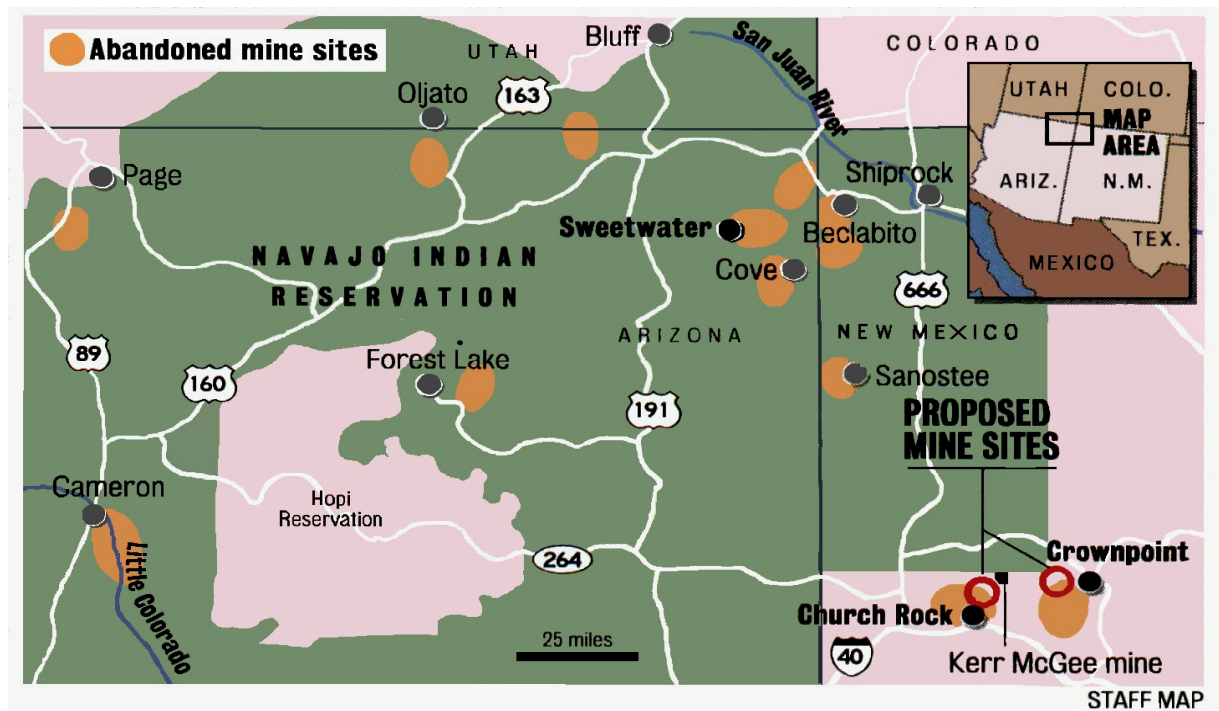 Abandoned mine sites
UTAH
Bluff
San Juan River
COLORADO
Oljato
163
UTAH
COLO.
MAP
AREA
ARIZ.
N.M.
TEX.
MEXICO
Page
Shiprock
Sweetwater
Beclabito
NAVAJO INDIAN
RESERVATION
Cove
666
ARIZONA
NEW MEXICO
89
160
Forest Lake
191
Sanostee
PROPOSED
MINE SITES
Cameron
Hopi
Reservation
Little Colorado
264
Crownpoint
Church Rock
25 miles
40
Kerr McGee mine
STAFF MAP